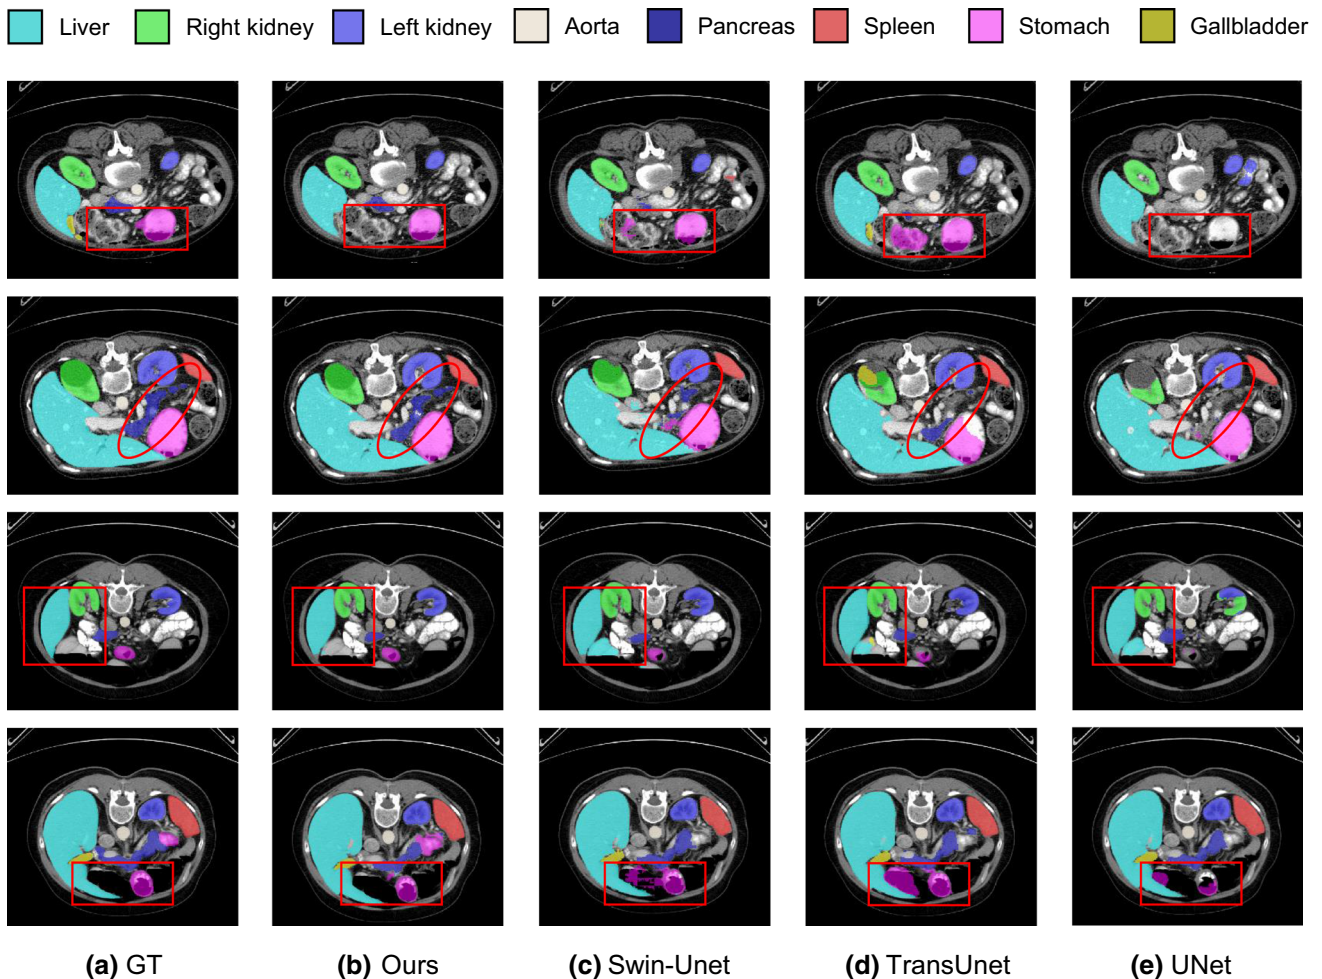 Liver Right kidney Left kidney Aorta Pancreas Spleen Stomach Gallbladder
(a) GT (b) Ours (c) Swin-Unet (d) TransUnet (e) UNet